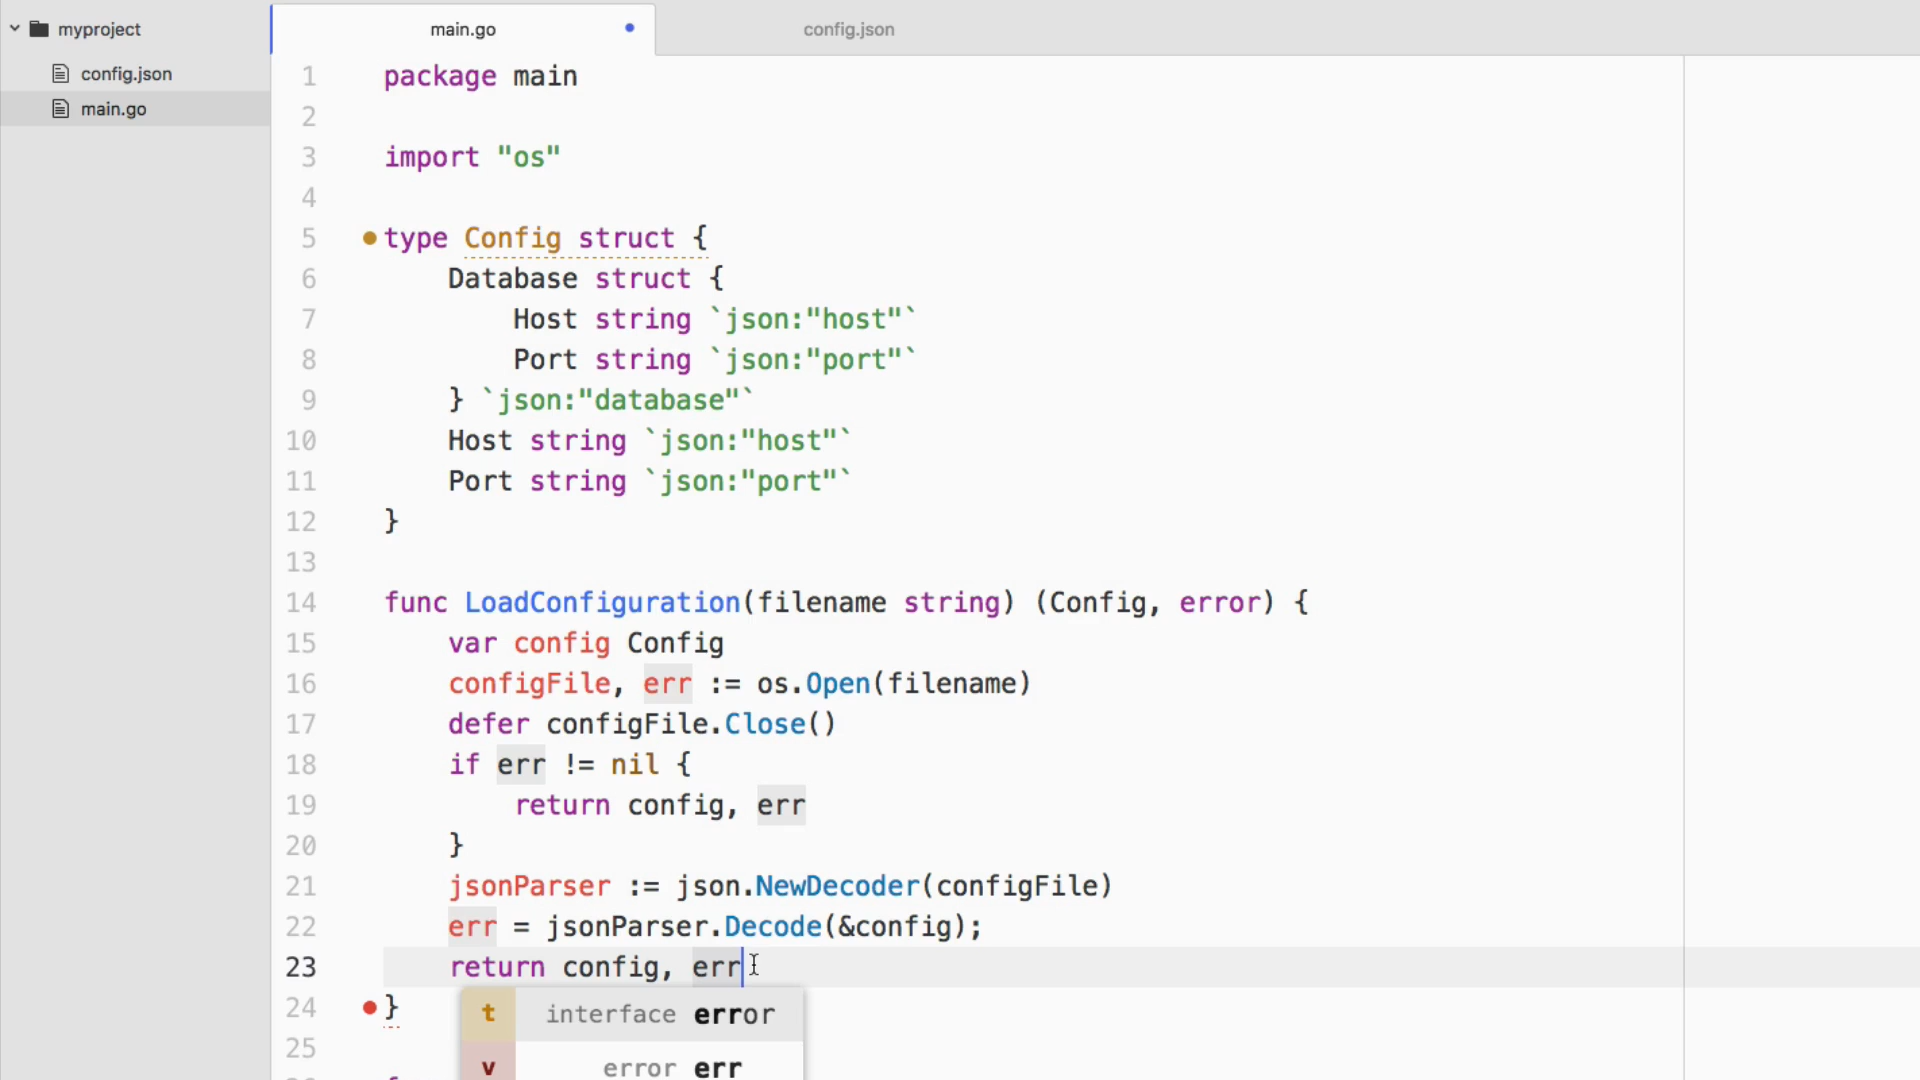 myproject
config.json
main.go
main.go
config.json
1 package main
2
3 import "os"
4
5 type Config struct {
6 Database struct {
7 Host string `json:"host"`
8 Port string `json:"port"`
9 } `json:"database"`
10 Host string `json:"host"`
11 Port string `json:"port"`
12 }
13
14 func LoadConfiguration(filename string) (Config, error) {
15 var config Config
16 configFile, err := os.Open(filename)
17 defer configFile.Close()
18 if err != nil {
19 return config, err
20 }
21 jsonParser := json.NewDecoder(configFile)
22 err = jsonParser.Decode(&config);
23 return config, err
24 }
t interface error
25
v error err